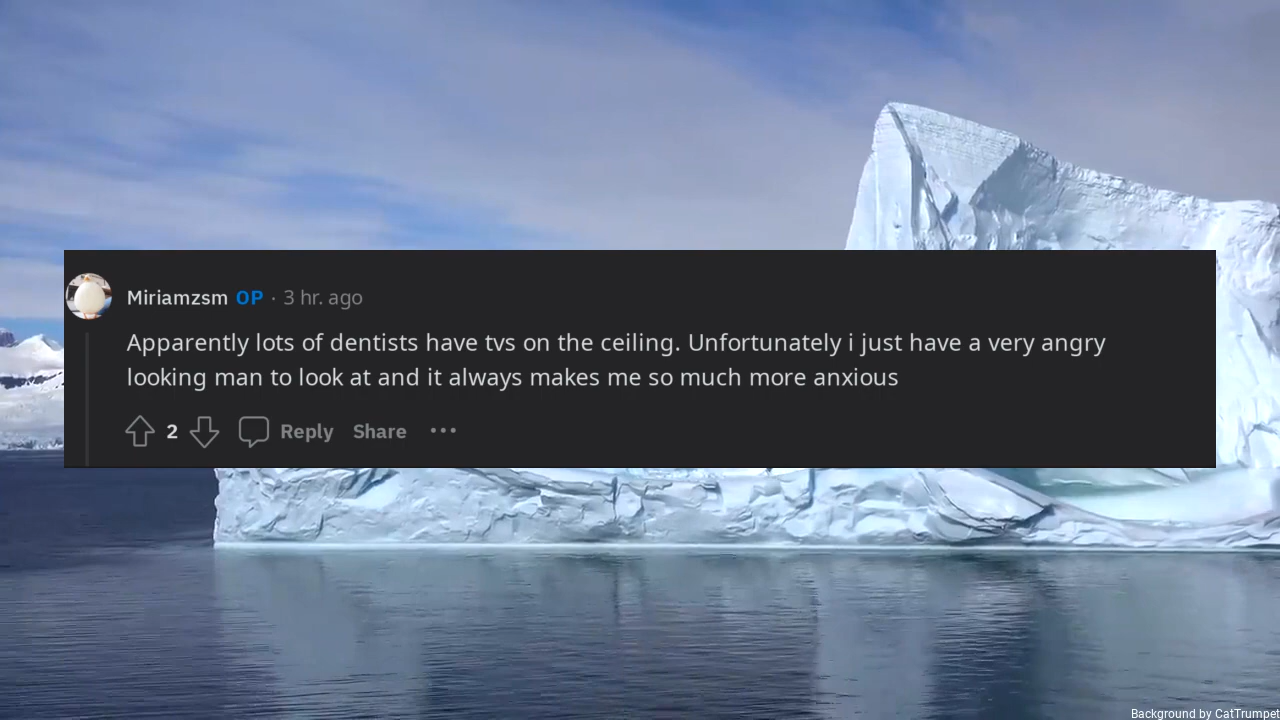 Miriamzsm OP · 3 hr. ago
Apparently lots of dentists have tvs on the ceiling. Unfortunately i just have a very angry
looking man to look at and it always makes me so much more anxious
2 Reply Share ···
Background by CatTrumpet